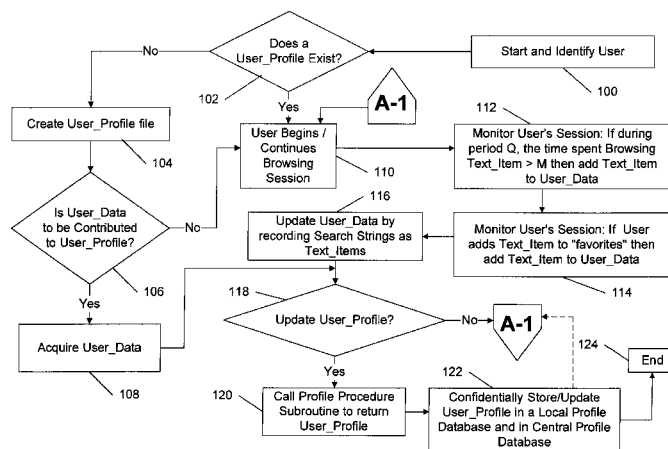 Does a
User_Profile Exist?
No
Start and Identify User
102
100
Yes
A-1
112
Create User_Profile file
104
User Begins /
Continues
Browsing
Session
110
Monitor User's Session: If during
period Q, the time spent Browsing
Text_Item > M then add Text_Item
to User_Data
116
Is User_Data
to be Contributed
to User_Profile?
No
106
Update User_Data by
recording Search Strings as
Text_Items
Monitor User's Session: If User
adds Text_Item to "favorites" then
add Text_Item to User_Data
114
Yes
118
Update User_Profile?
No
A-1
124
End
Acquire User_Data
108
Yes
122
120
Call Profile Procedure
Subroutine to return
User_Profile
Confidentially Store/Update
User_Profile in a Local Profile
Database and in Central Profile
Database